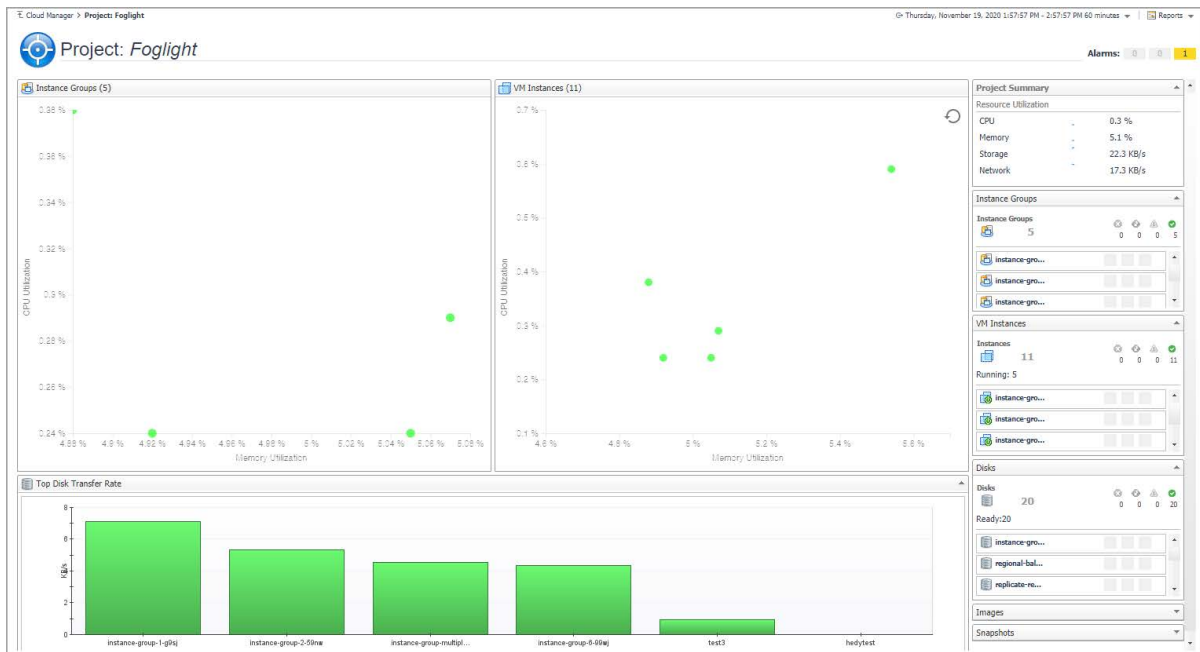 Cloud Manager > Project: Foglight
Thursday, November 19, 2020 1:57:57 PM - 2:57:57 PM 60 minutes
Reports
Project: Foglight
Alarms: 0 0 1
Instance Groups (5)
0.38 %
0.36 %
0.34 %
0.32 %
0.3 %
0.28 %
0.26 %
0.24 %
CPU Utilization
4.88 % 4.9 % 4.92 % 4.94 % 4.96 % 4.98 % 5 % 5.02 % 5.04 % 5.06 % 5.08 %
Memory Utilization
VM Instances (11)
0.7 %
0.6 %
0.5 %
0.4 %
0.3 %
0.2 %
0.1 %
CPU Utilization
4.6 % 4.8 % 5 % 5.2 % 5.4 % 5.6 %
Memory Utilization
Top Disk Transfer Rate
8
6
KB/s
2
0
instance-group-1-g9sj instance-group-2-59nw instance-group-multipl... instance-group-6-99wj test3 hedytest
Project Summary
Resource Utilization
CPU 0.3 %
Memory 5.1 %
Storage 22.3 KB/s
Network 17.3 KB/s
Instance Groups
Instance Groups
5
0 0 0 5
instance-gro...
instance-gro...
instance-gro...
VM Instances
Instances
11
0 0 0 11
Running: 5
instance-gro...
instance-gro...
instance-gro...
Disks
Disks
20
0 0 0 20
Ready:20
instance-gro...
regional-bal...
replicate-re...
Images
Snapshots